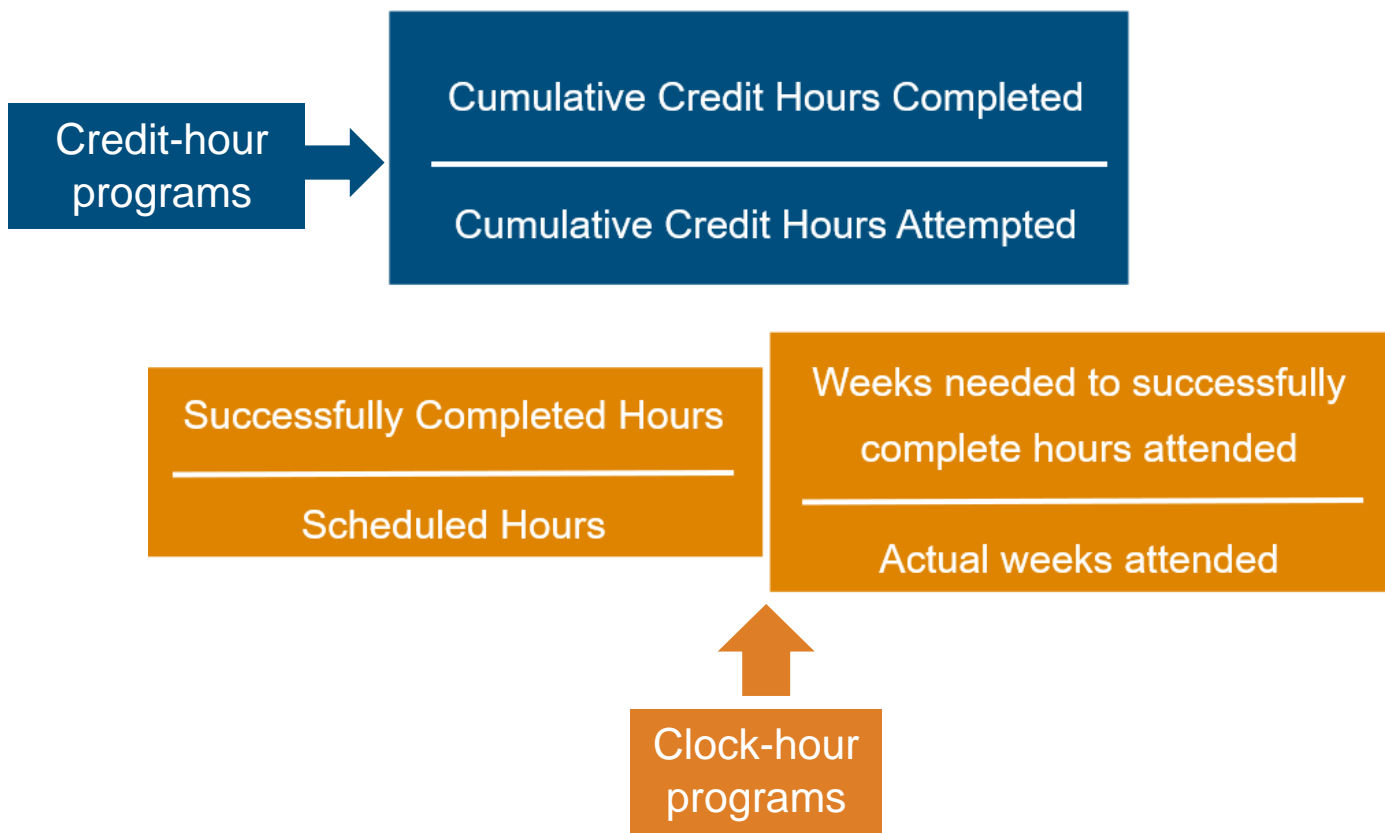 Credit-hour
programs
Cumulative Credit Hours Completed
Cumulative Credit Hours Attempted
Successfully Completed Hours
Scheduled Hours
Weeks needed to successfully
complete hours attended
Actual weeks attended
Clock-hour
programs